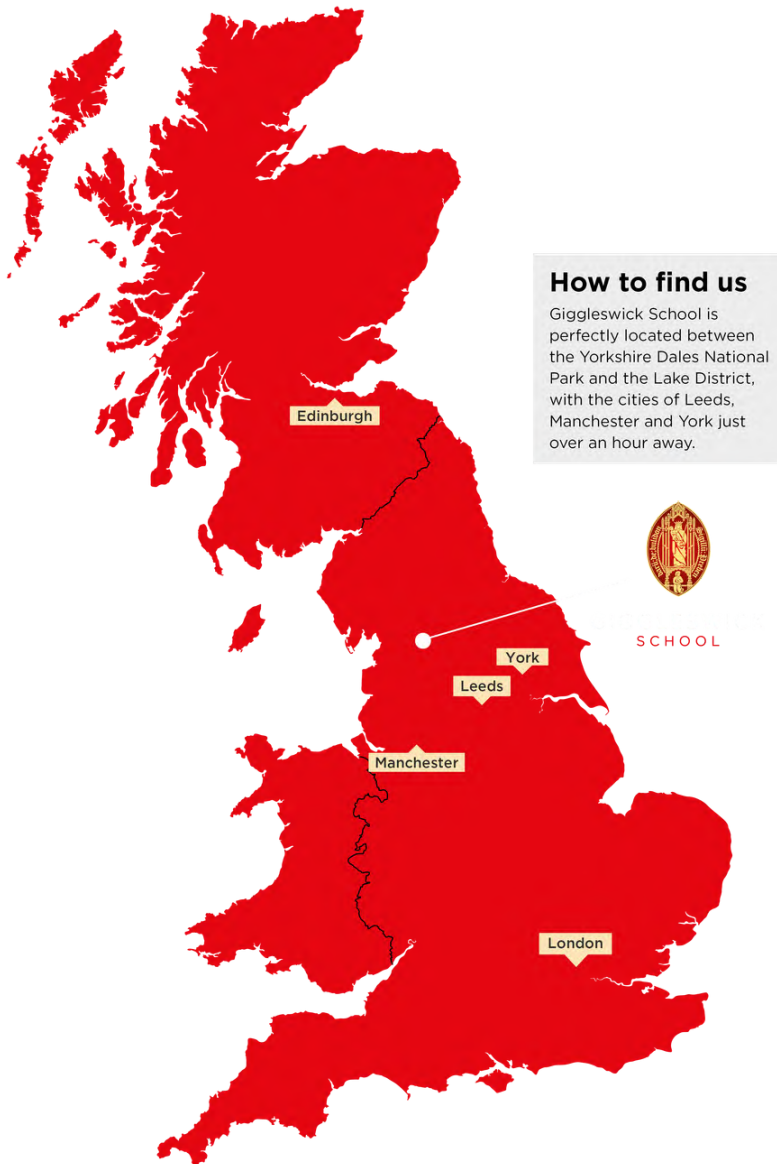 How to find us
Giggleswick School is
perfectly located between
the Yorkshire Dales National
Park and the Lake District,
with the cities of Leeds,
Manchester and York just
over an hour away.
Edinburgh
SCHOOL
York
Leeds
Manchester
London